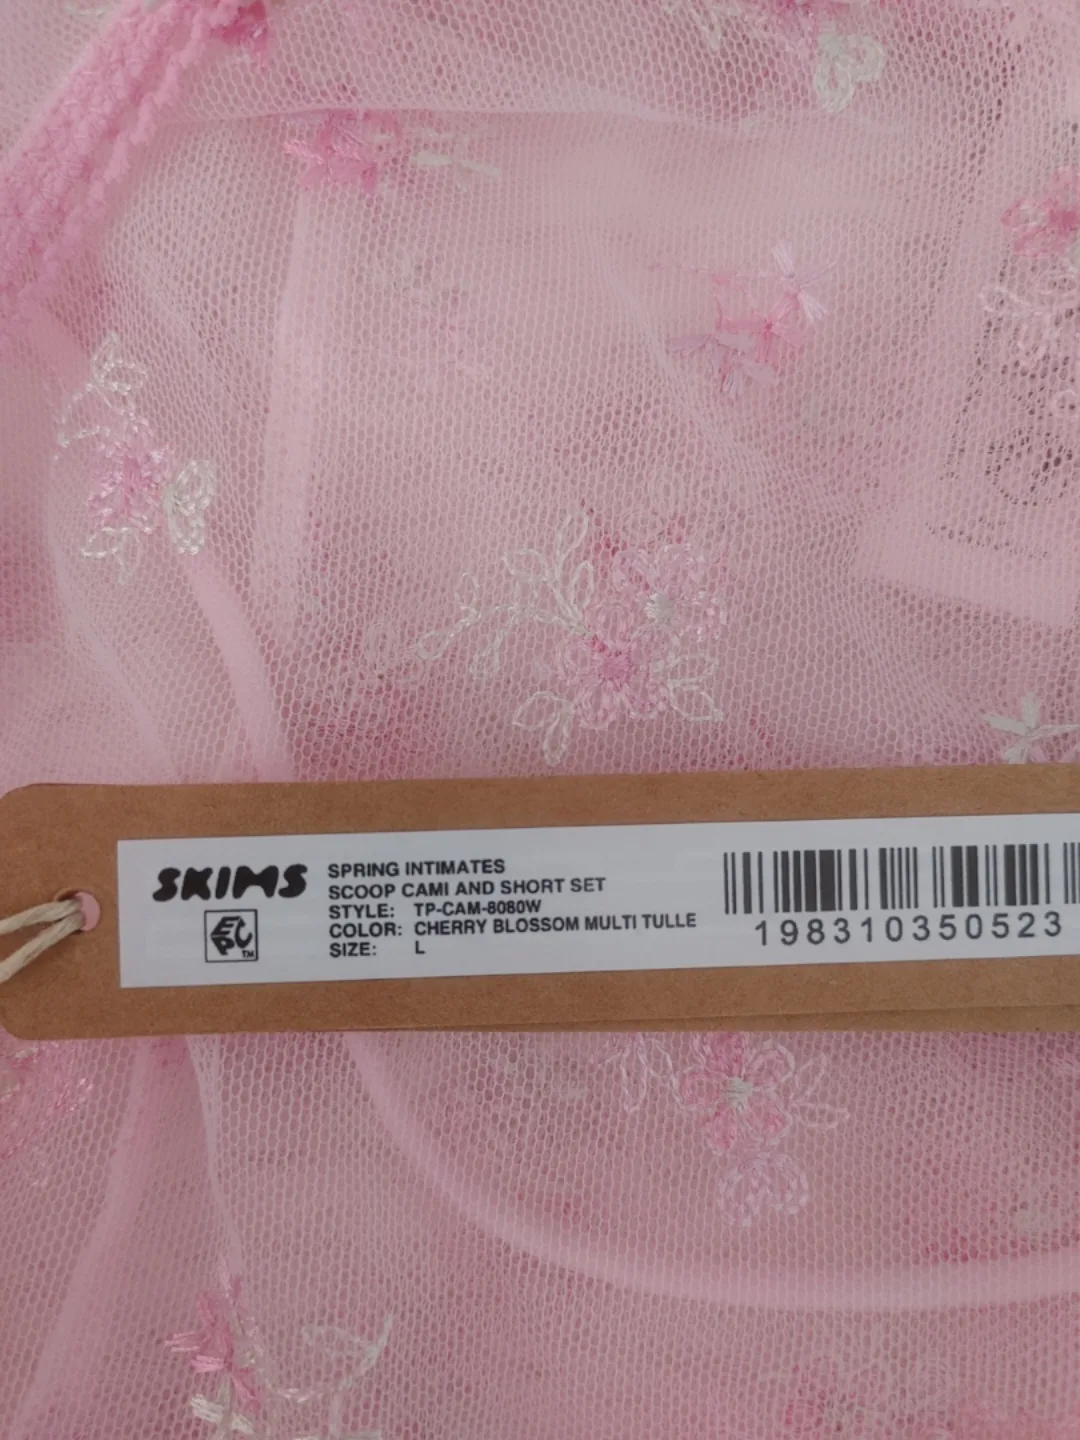 SKIMS
EPC™
SPRING INTIMATES
SCOOP CAMI AND SHORT SET
STYLE: TP-CAM-8080W
COLOR: CHERRY BLOSSOM MULTI TULLE
SIZE: L
198310350523